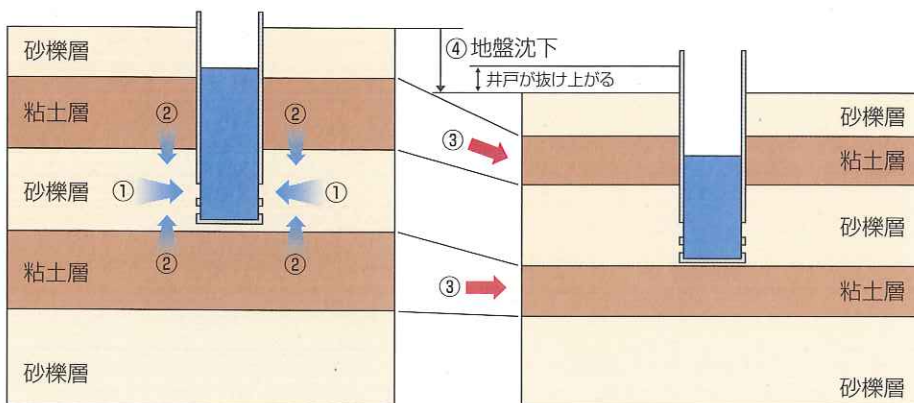 砂礫層
粘土層
砂礫層
粘土層
砂礫層
②
②
①
①
②
②
④地盤沈下
井戸が抜け上がる
③
③
砂礫層
粘土層
砂礫層
粘土層
砂礫層